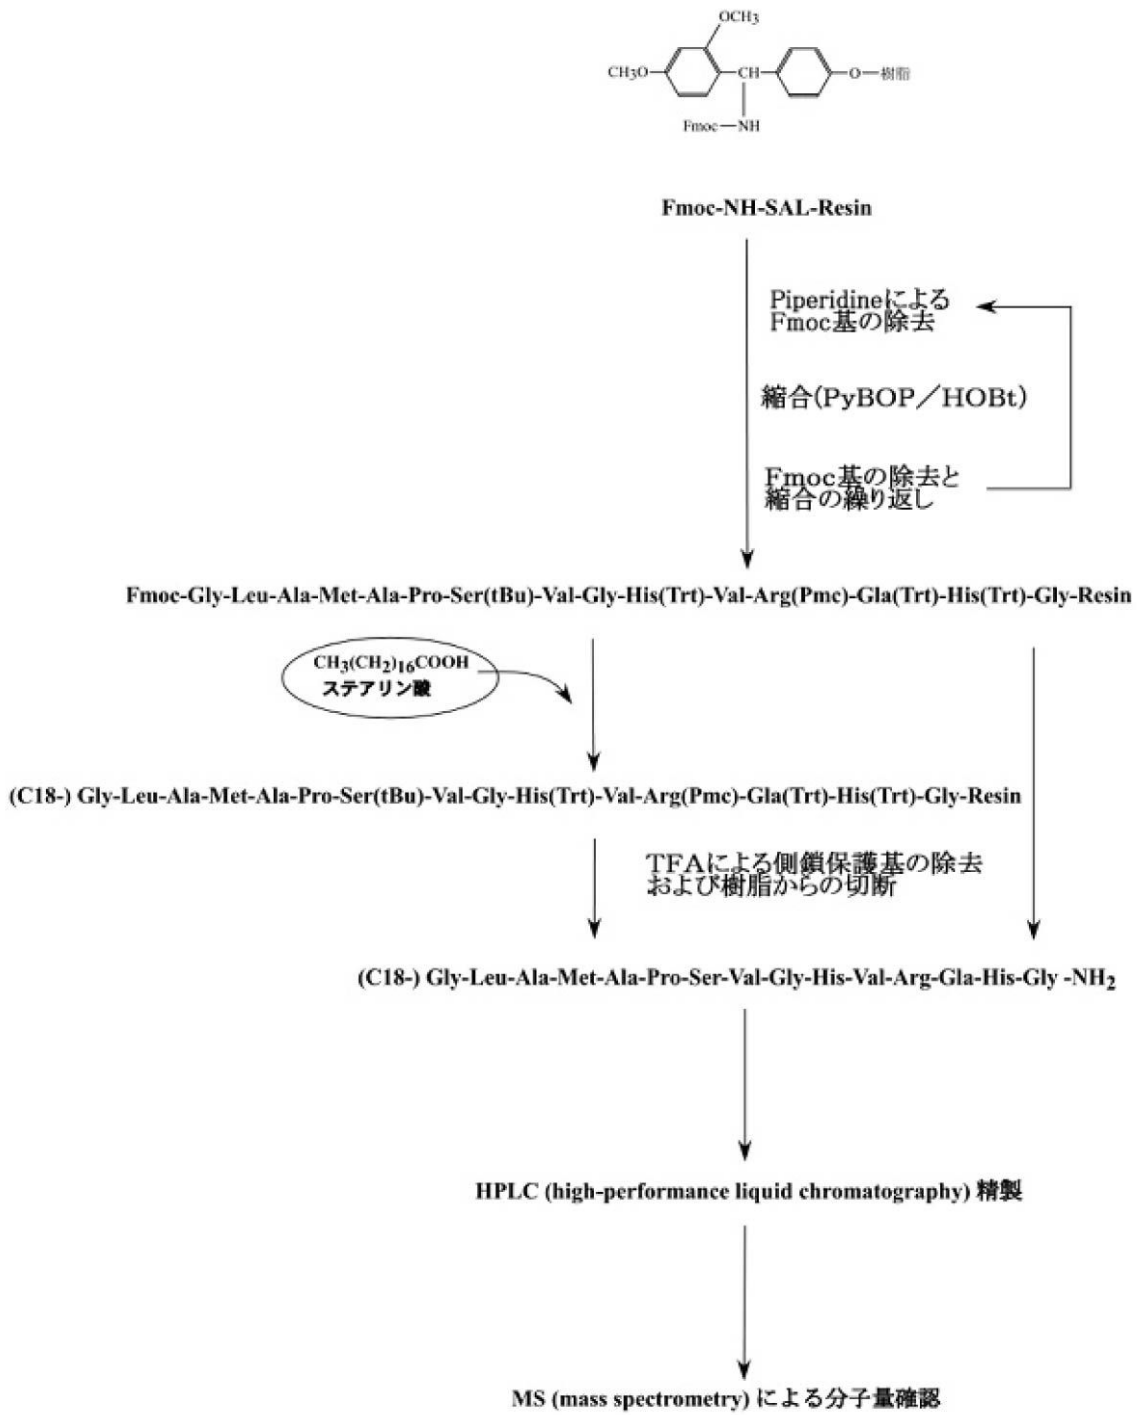 OCH3
CH3O
CH
O—樹脂
Fmoc—NH
Fmoc-NH-SAL-Resin
Piperidineによる
Fmoc基の除去
縮合(PyBOP／HOBt)
Fmoc基の除去と
縮合の繰り返し
Fmoc-Gly-Leu-Ala-Met-Ala-Pro-Ser(tBu)-Val-Gly-His(Trt)-Val-Arg(Pmc)-Gla(Trt)-His(Trt)-Gly-Resin
CH3(CH2)16COOH
ステアリン酸
(C18-) Gly-Leu-Ala-Met-Ala-Pro-Ser(tBu)-Val-Gly-His(Trt)-Val-Arg(Pmc)-Gla(Trt)-His(Trt)-Gly-Resin
TFAによる側鎖保護基の除去
および樹脂からの切断
(C18-) Gly-Leu-Ala-Met-Ala-Pro-Ser-Val-Gly-His-Val-Arg-Gla-His-Gly -NH2
HPLC (high-performance liquid chromatography) 精製
MS (mass spectrometry) による分子量確認